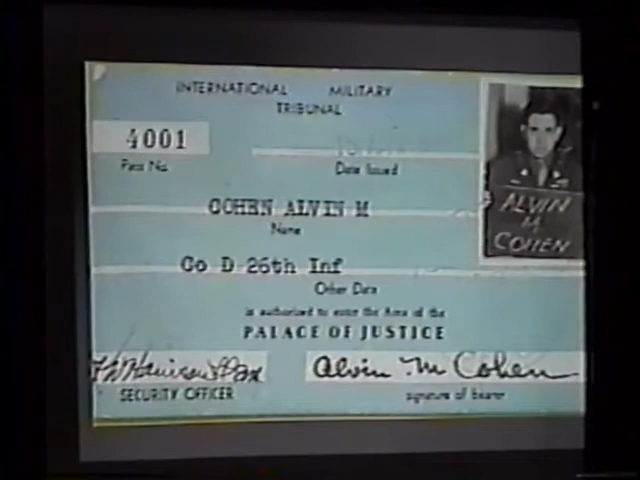 INTERNATIONAL MILITARY
TRIBUNAL
4001
Pass No.
Date Issued
COHEN ALVIN M
Name
Co D 26th Inf
Other Data
is authorized to enter the Area of the
PALACE OF JUSTICE
SECURITY OFFICER
Alvin M Cohen
signature of bearer
ALVIN
M
COHEN